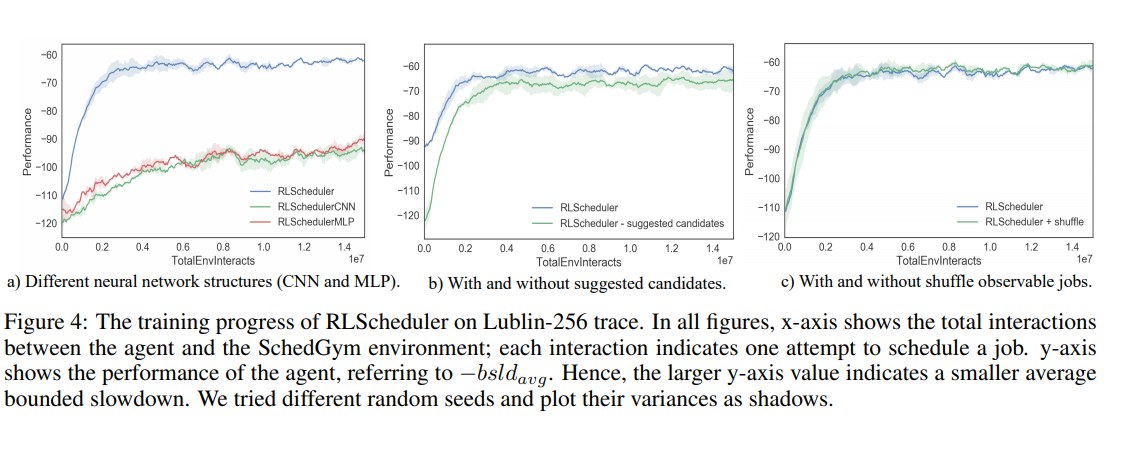 −60
−70
−80
−90
−100
−110
−120
Performance
RLScheduler
RLSchedulerCNN
RLSchedulerMLP
0.0 0.2 0.4 0.6 0.8 1.0 1.2 1.4
TotalEnvInteracts 1e7
a) Different neural network structures (CNN and MLP).
−60
−70
−80
−90
−100
−110
−120
Performance
RLScheduler
RLScheduler - suggested candidates
0.0 0.2 0.4 0.6 0.8 1.0 1.2 1.4
TotalEnvInteracts 1e7
b) With and without suggested candidates.
−60
−70
−80
−90
−100
−110
−120
Performance
RLScheduler
RLScheduler + shuffle
0.0 0.2 0.4 0.6 0.8 1.0 1.2 1.4
TotalEnvInteracts 1e7
c) With and without shuffle observable jobs.
Figure 4: The training progress of RLScheduler on Lublin-256 trace. In all figures, x-axis shows the total interactions
between the agent and the SchedGym environment; each interaction indicates one attempt to schedule a job. y-axis
shows the performance of the agent, referring to −bsld_avg. Hence, the larger y-axis value indicates a smaller average
bounded slowdown. We tried different random seeds and plot their variances as shadows.